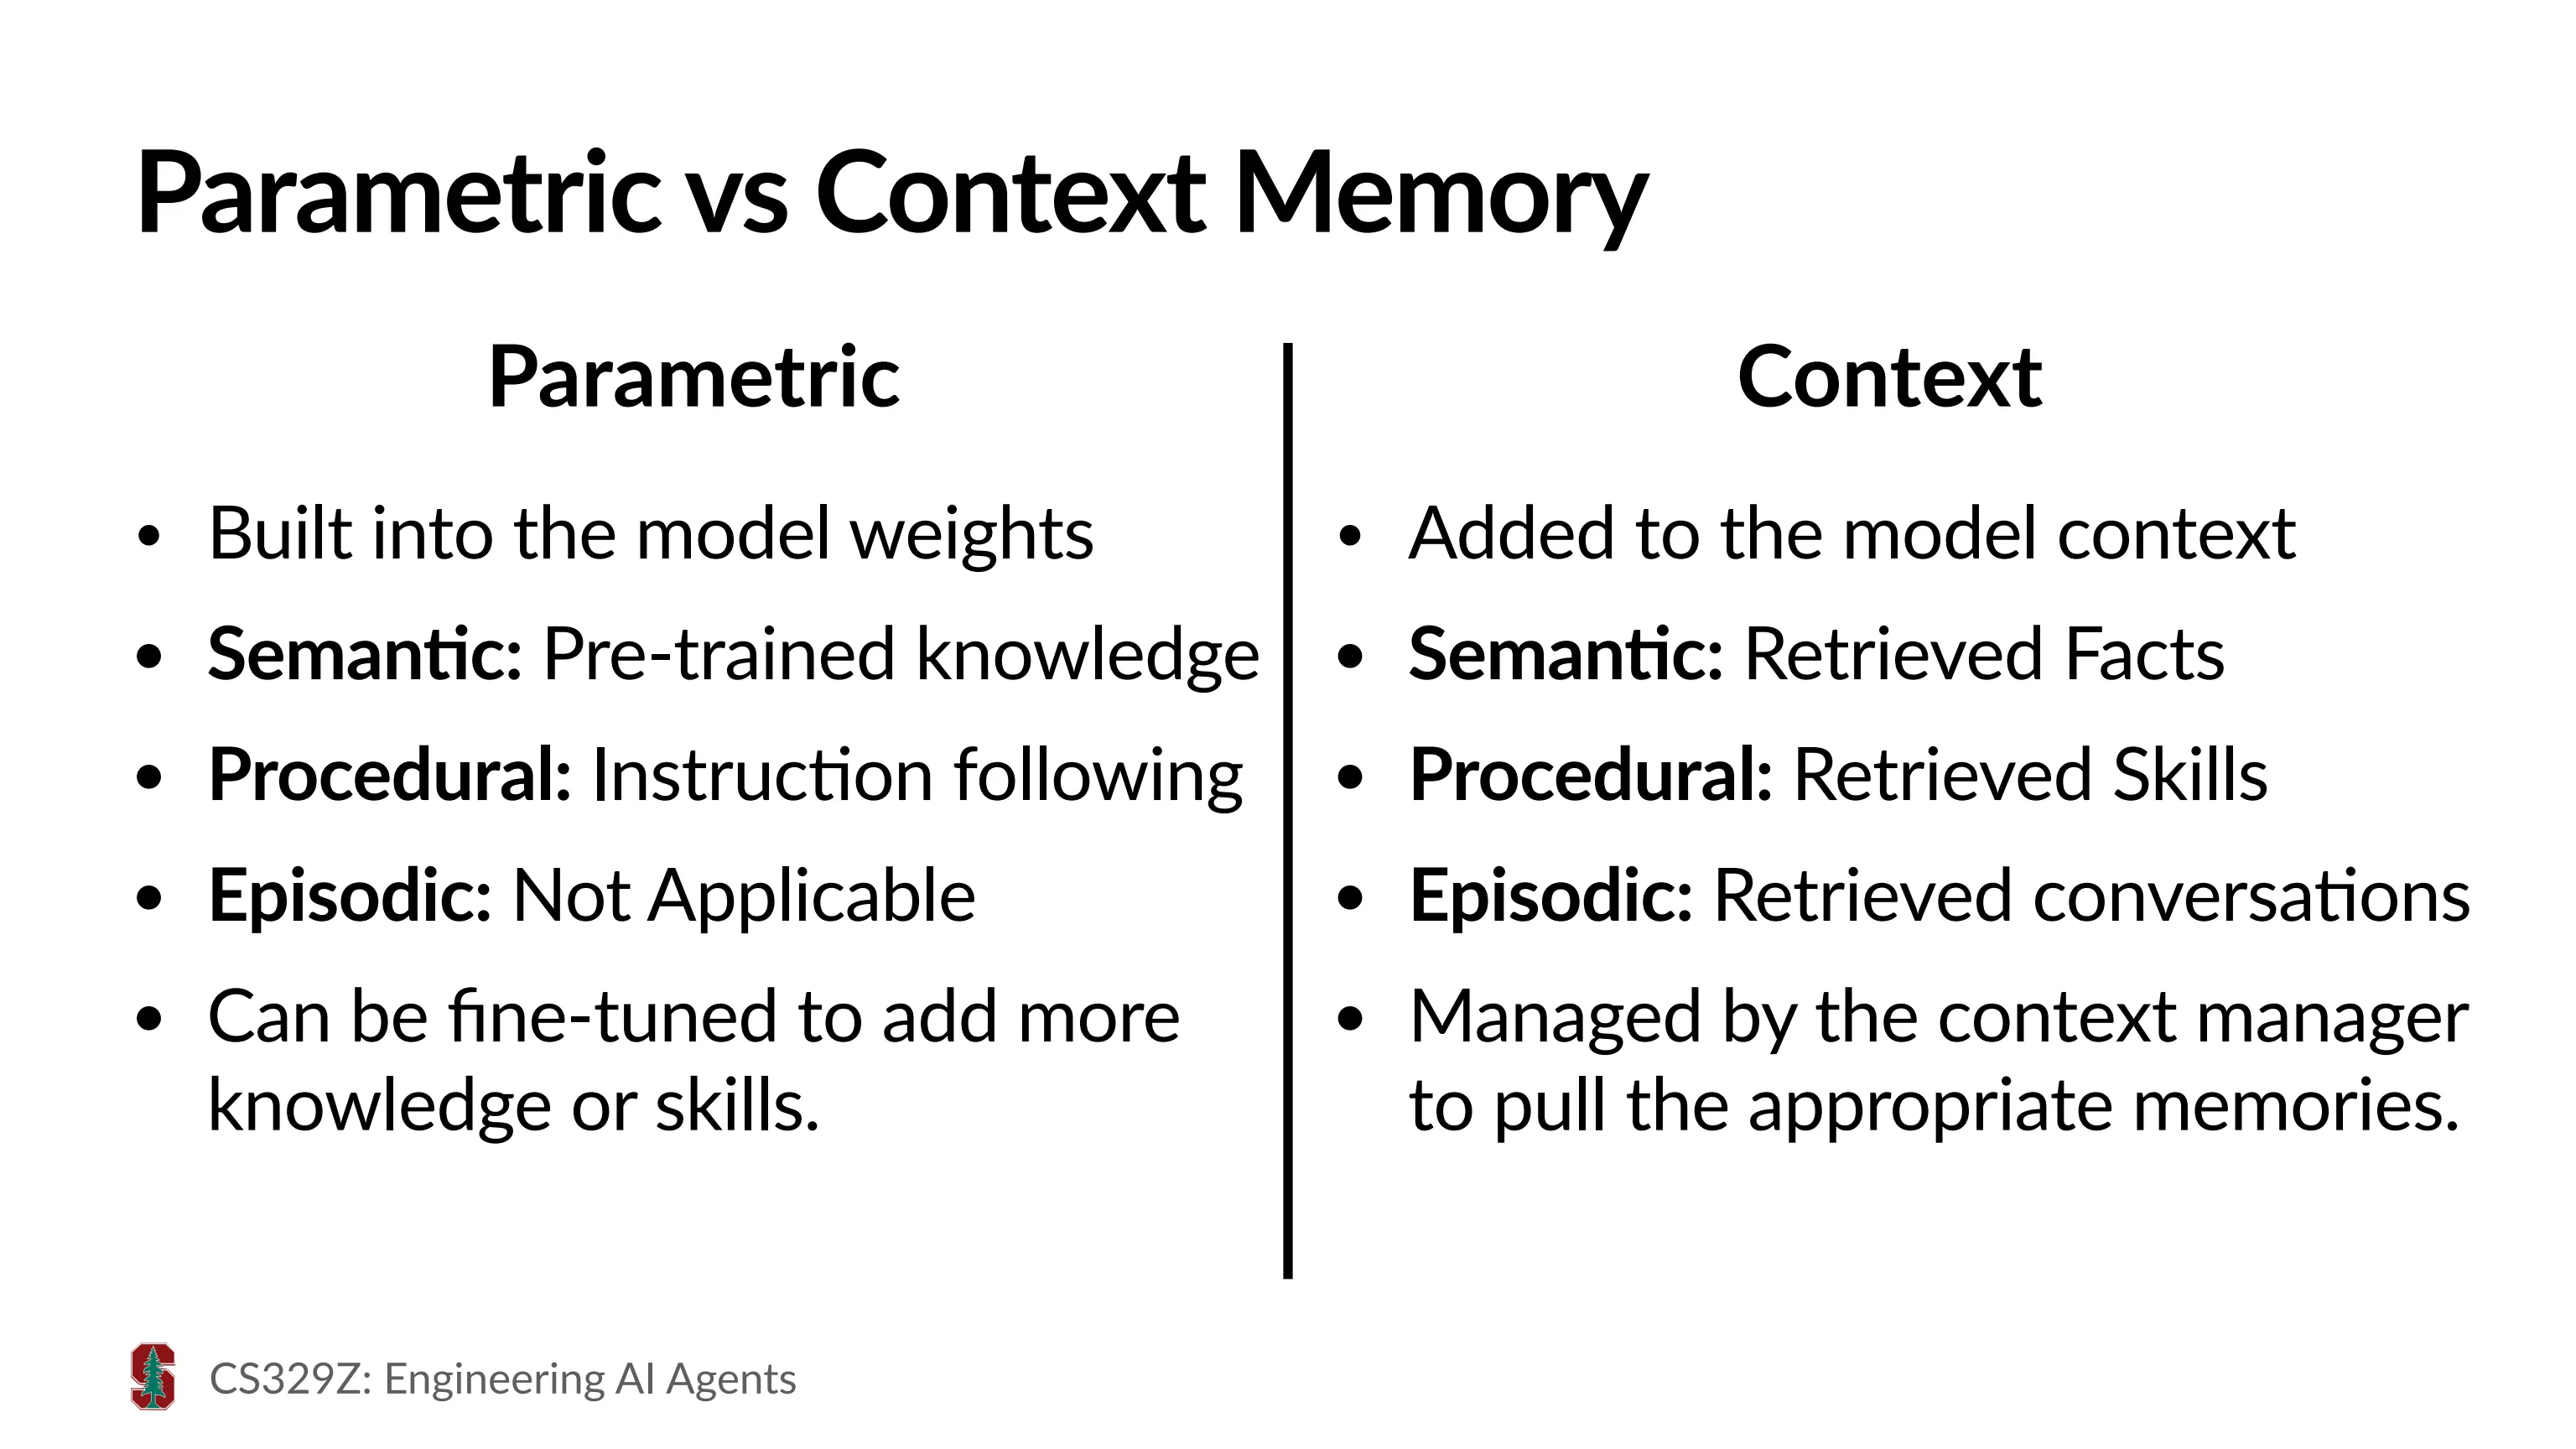 Parametric vs Context Memory
Parametric
• Built into the model weights
• Semantic: Pre-trained knowledge
• Procedural: Instruction following
• Episodic: Not Applicable
• Can be fine-tuned to add more
knowledge or skills.
Context
• Added to the model context
• Semantic: Retrieved Facts
• Procedural: Retrieved Skills
• Episodic: Retrieved conversations
• Managed by the context manager
to pull the appropriate memories.
CS329Z: Engineering AI Agents